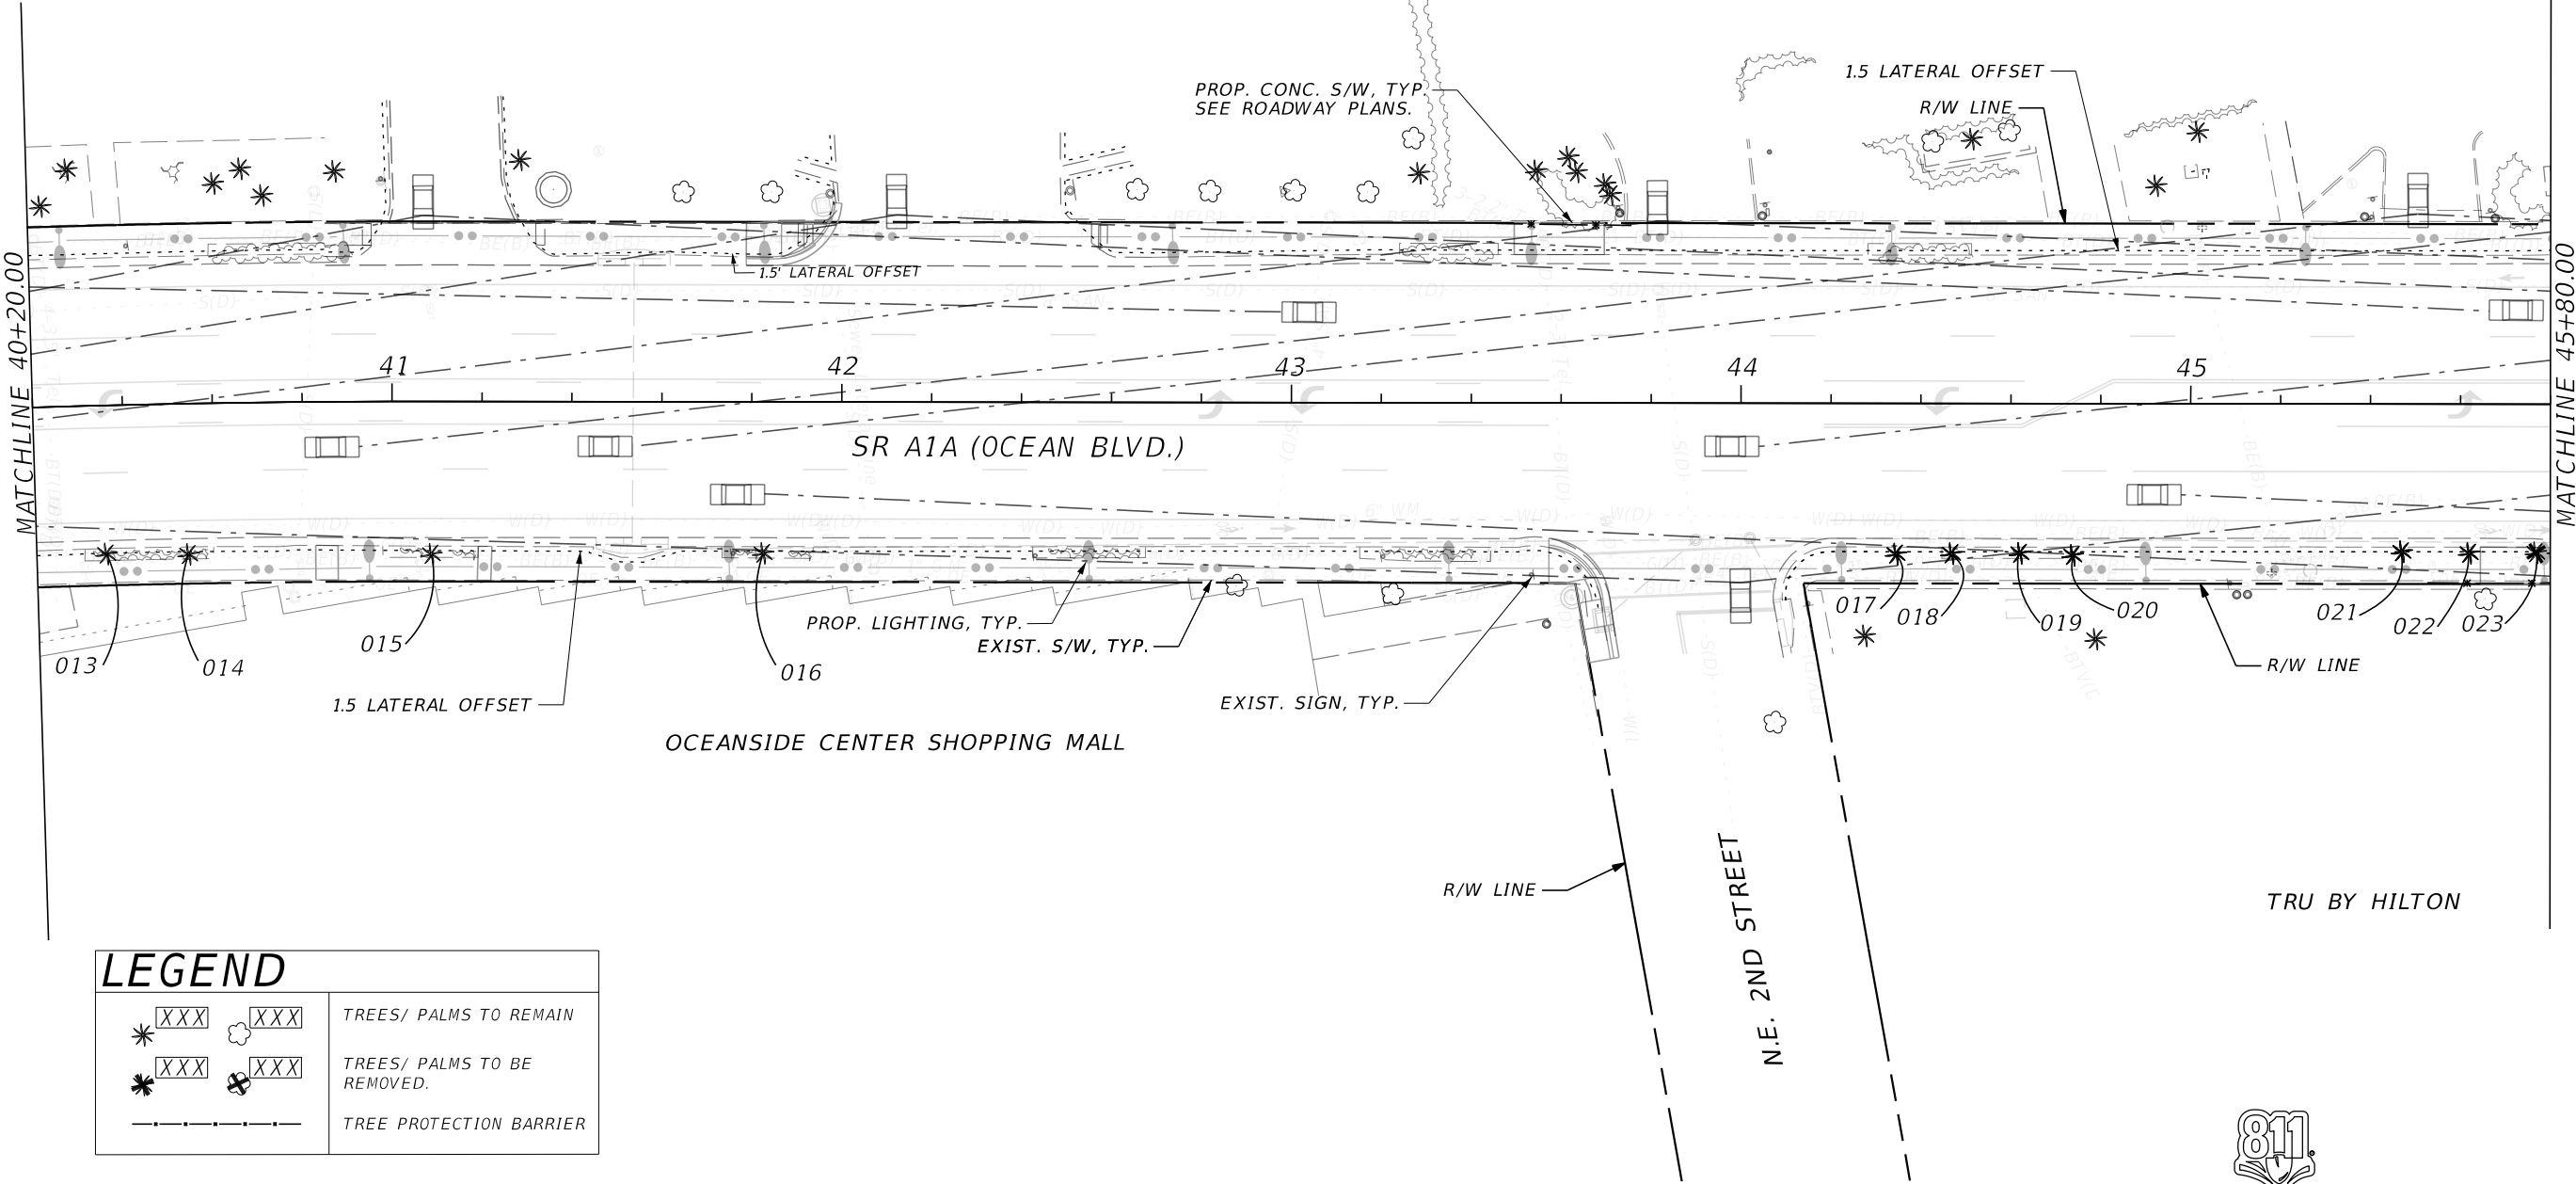 PROP. CONC. S/W, TYP.
SEE ROADWAY PLANS.
1.5 LATERAL OFFSET
R/W LINE
1.5' LATERAL OFFSET
MATCHLINE 40+20.00
MATCHLINE 45+80.00
41
42
43
44
45
SR A1A (OCEAN BLVD.)
S(D)
S(D)
S(D)
S(D)
S(D)
SAN
W(D)
W(D)
W(D)
6" WM
BE(B)
013
014
015
016
017
018
019
020
021
022
023
PROP. LIGHTING, TYP.
EXIST. S/W, TYP.
R/W LINE
1.5 LATERAL OFFSET
EXIST. SIGN, TYP.
OCEANSIDE CENTER SHOPPING MALL
R/W LINE
N.E. 2ND STREET
TRU BY HILTON
LEGEND
XXX XXX TREES/ PALMS TO REMAIN
XXX XXX TREES/ PALMS TO BE
REMOVED.
TREE PROTECTION BARRIER
811